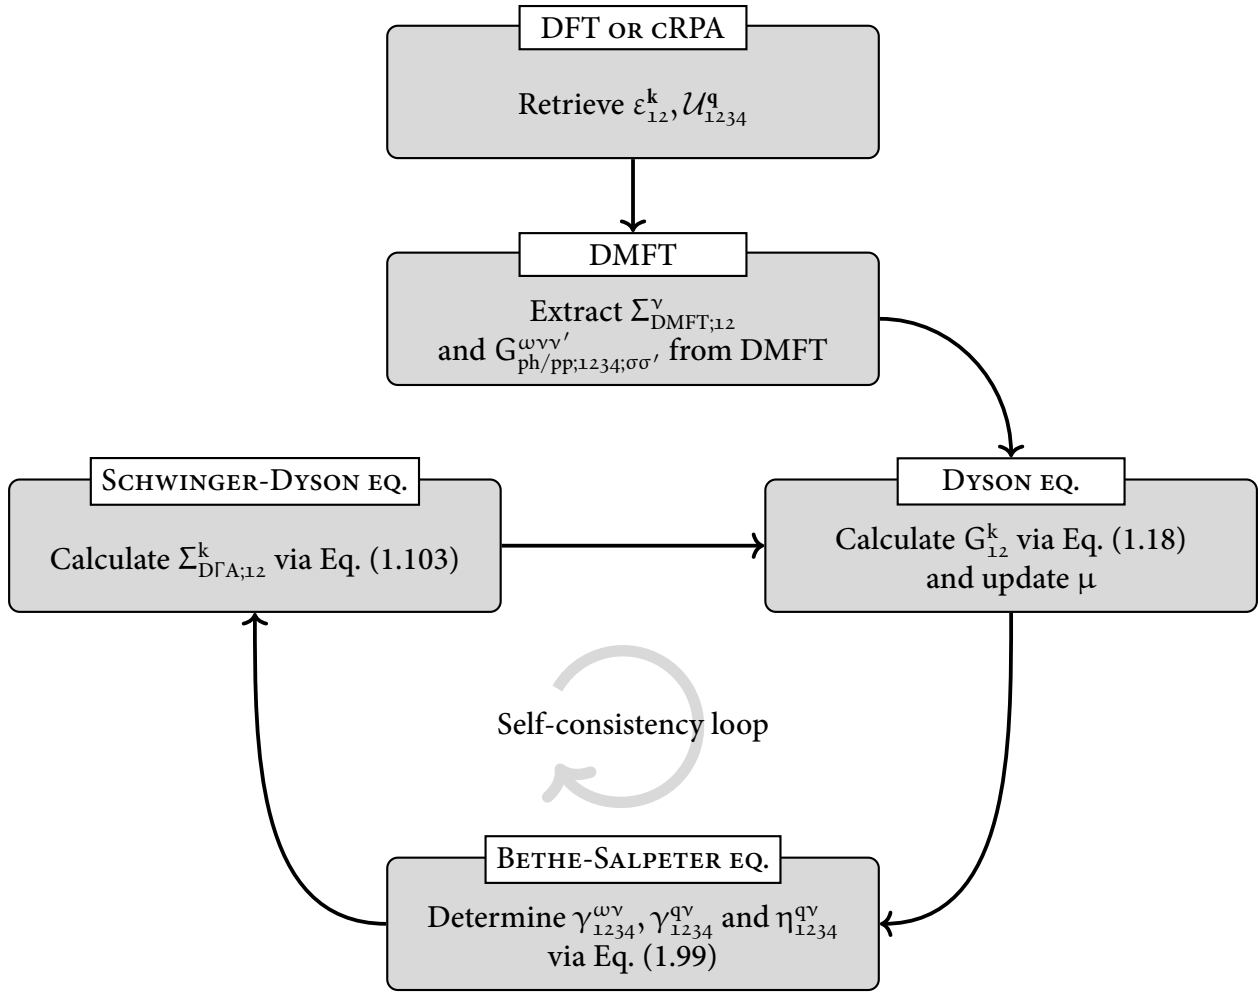 DFT OR CRPA
Retrieve ε₁₂ᵏ, 𝒰₁₂₃₄^q
DMFT
Extract Σ^ν_DMFT;12
and G^ωνν′_ph/pp;1234;σσ′ from DMFT
SCHWINGER-DYSON EQ.
Calculate Σ^k_DΓA;12 via Eq. (1.103)
DYSON EQ.
Calculate G^k_12 via Eq. (1.18)
and update μ
Self-consistency loop
BETHE-SALPETER EQ.
Determine γ^ων_1234, γ^qν_1234 and η^qν_1234
via Eq. (1.99)